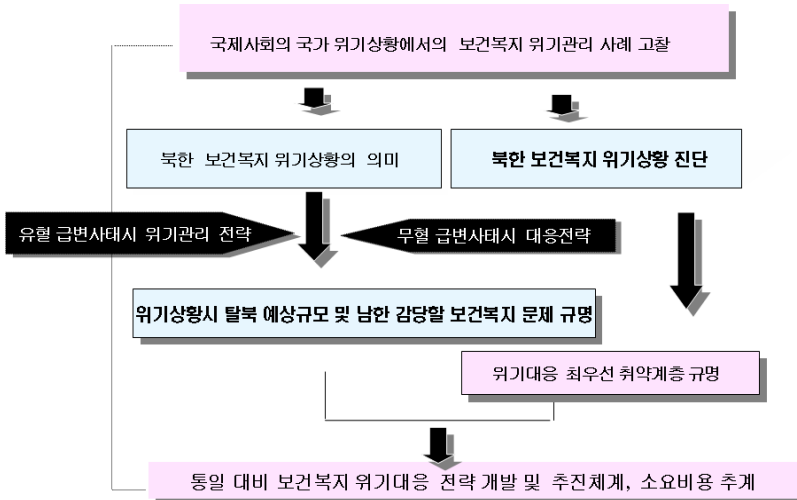 국제사회의 국가 위기상황에서의 보건복지 위기관리 사례 고찰
북한 보건복지 위기상황의 의미
북한 보건복지 위기상황 진단
유혈 급변사태시 위기관리 전략
무혈 급변사태시 대응전략
위기상황시 탈북 예상규모 및 남한 감당할 보건복지 문제 규명
위기대응 최우선 취약계층 규명
통일 대비 보건복지 위기대응 전략 개발 및 추진체계, 소요비용 추계